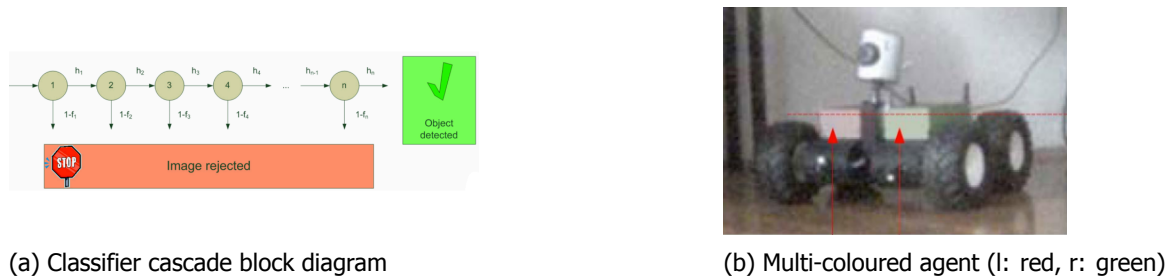 h₁ h₂ h₃ h₄ hₙ₋₁ hₙ
1 2 3 4 ... n
1-f₁ 1-f₂ 1-f₃ 1-f₄ 1-fₙ
Object
detected
STOP
Image rejected
(a) Classifier cascade block diagram
(b) Multi-coloured agent (l: red, r: green)